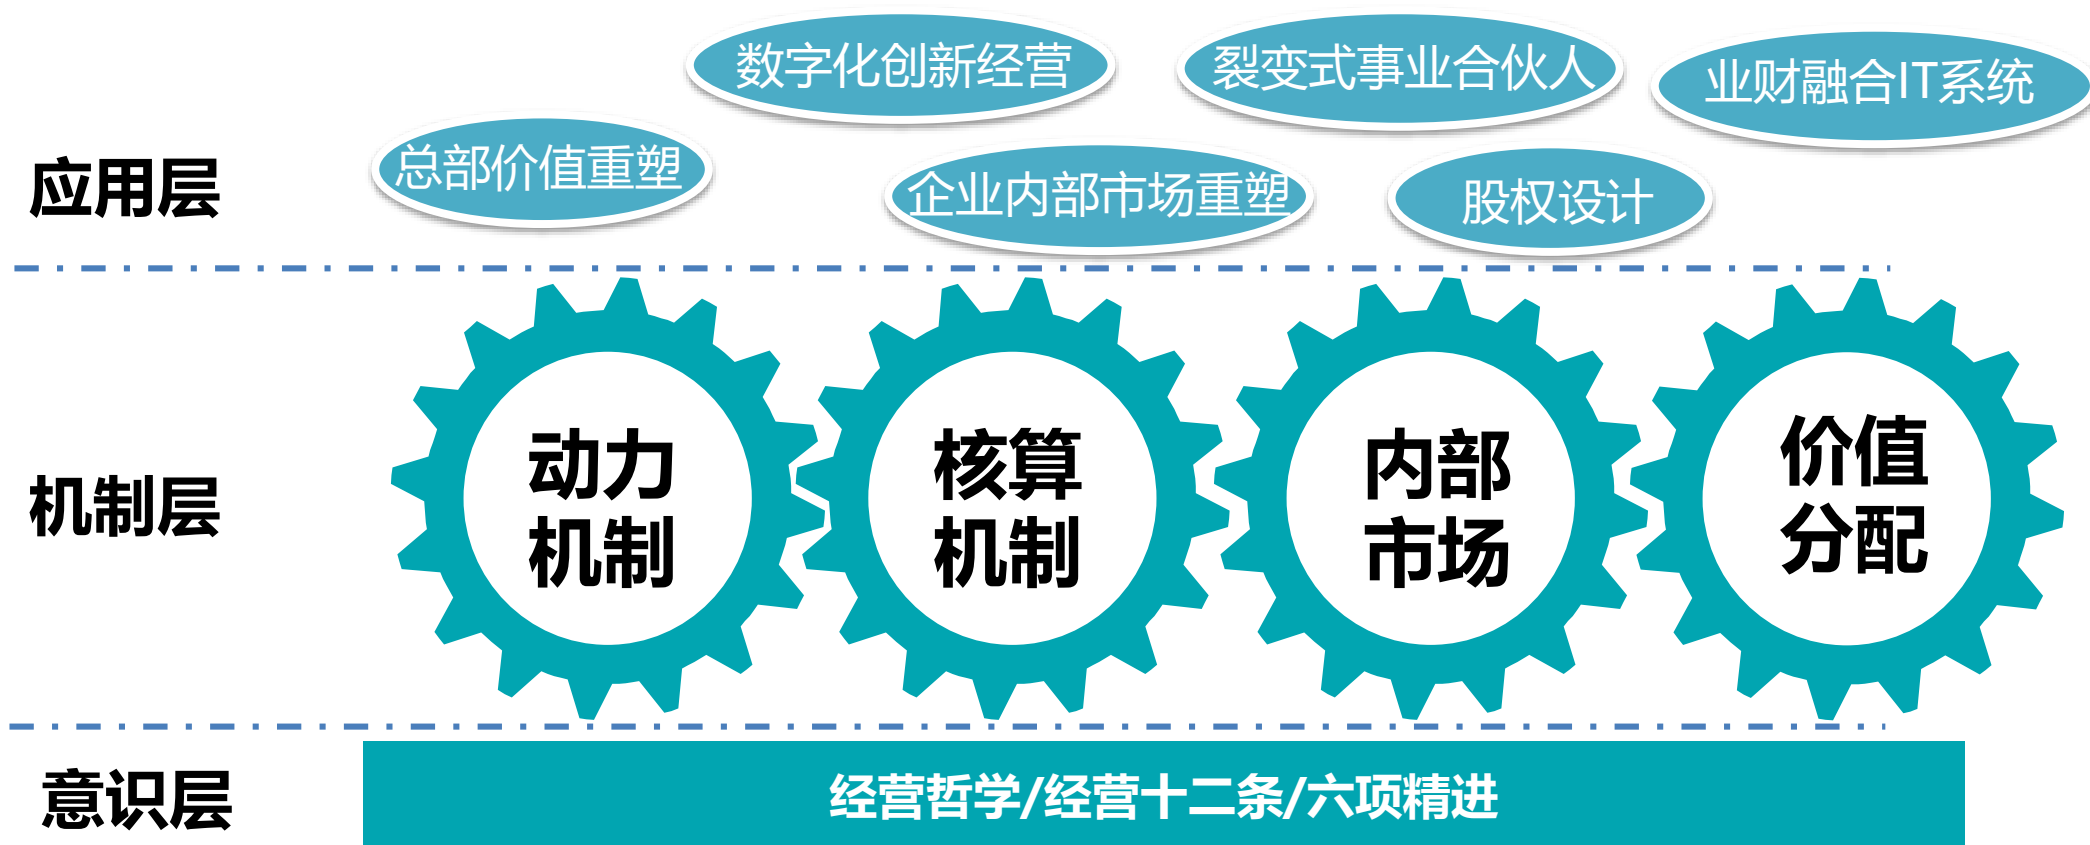 数字化创新经营
裂变式事业合伙人
业财融合IT系统
总部价值重塑
企业内部市场重塑
股权设计
应用层
动力
机制
核算
机制
内部
市场
价值
分配
机制层
意识层
经营哲学/经营十二条/六项精进